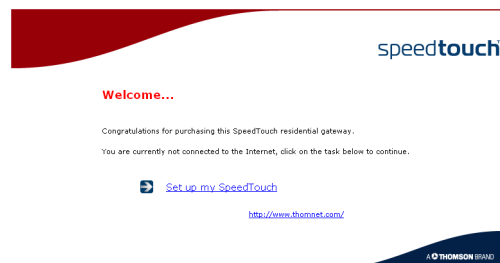 speedtouch
Welcome...
Congratulations for purchasing this SpeedTouch residential gateway.
You are currently not connected to the Internet, click on the task below to continue.
Set up my SpeedTouch
http://www.thomnet.com/
A THOMSON BRAND